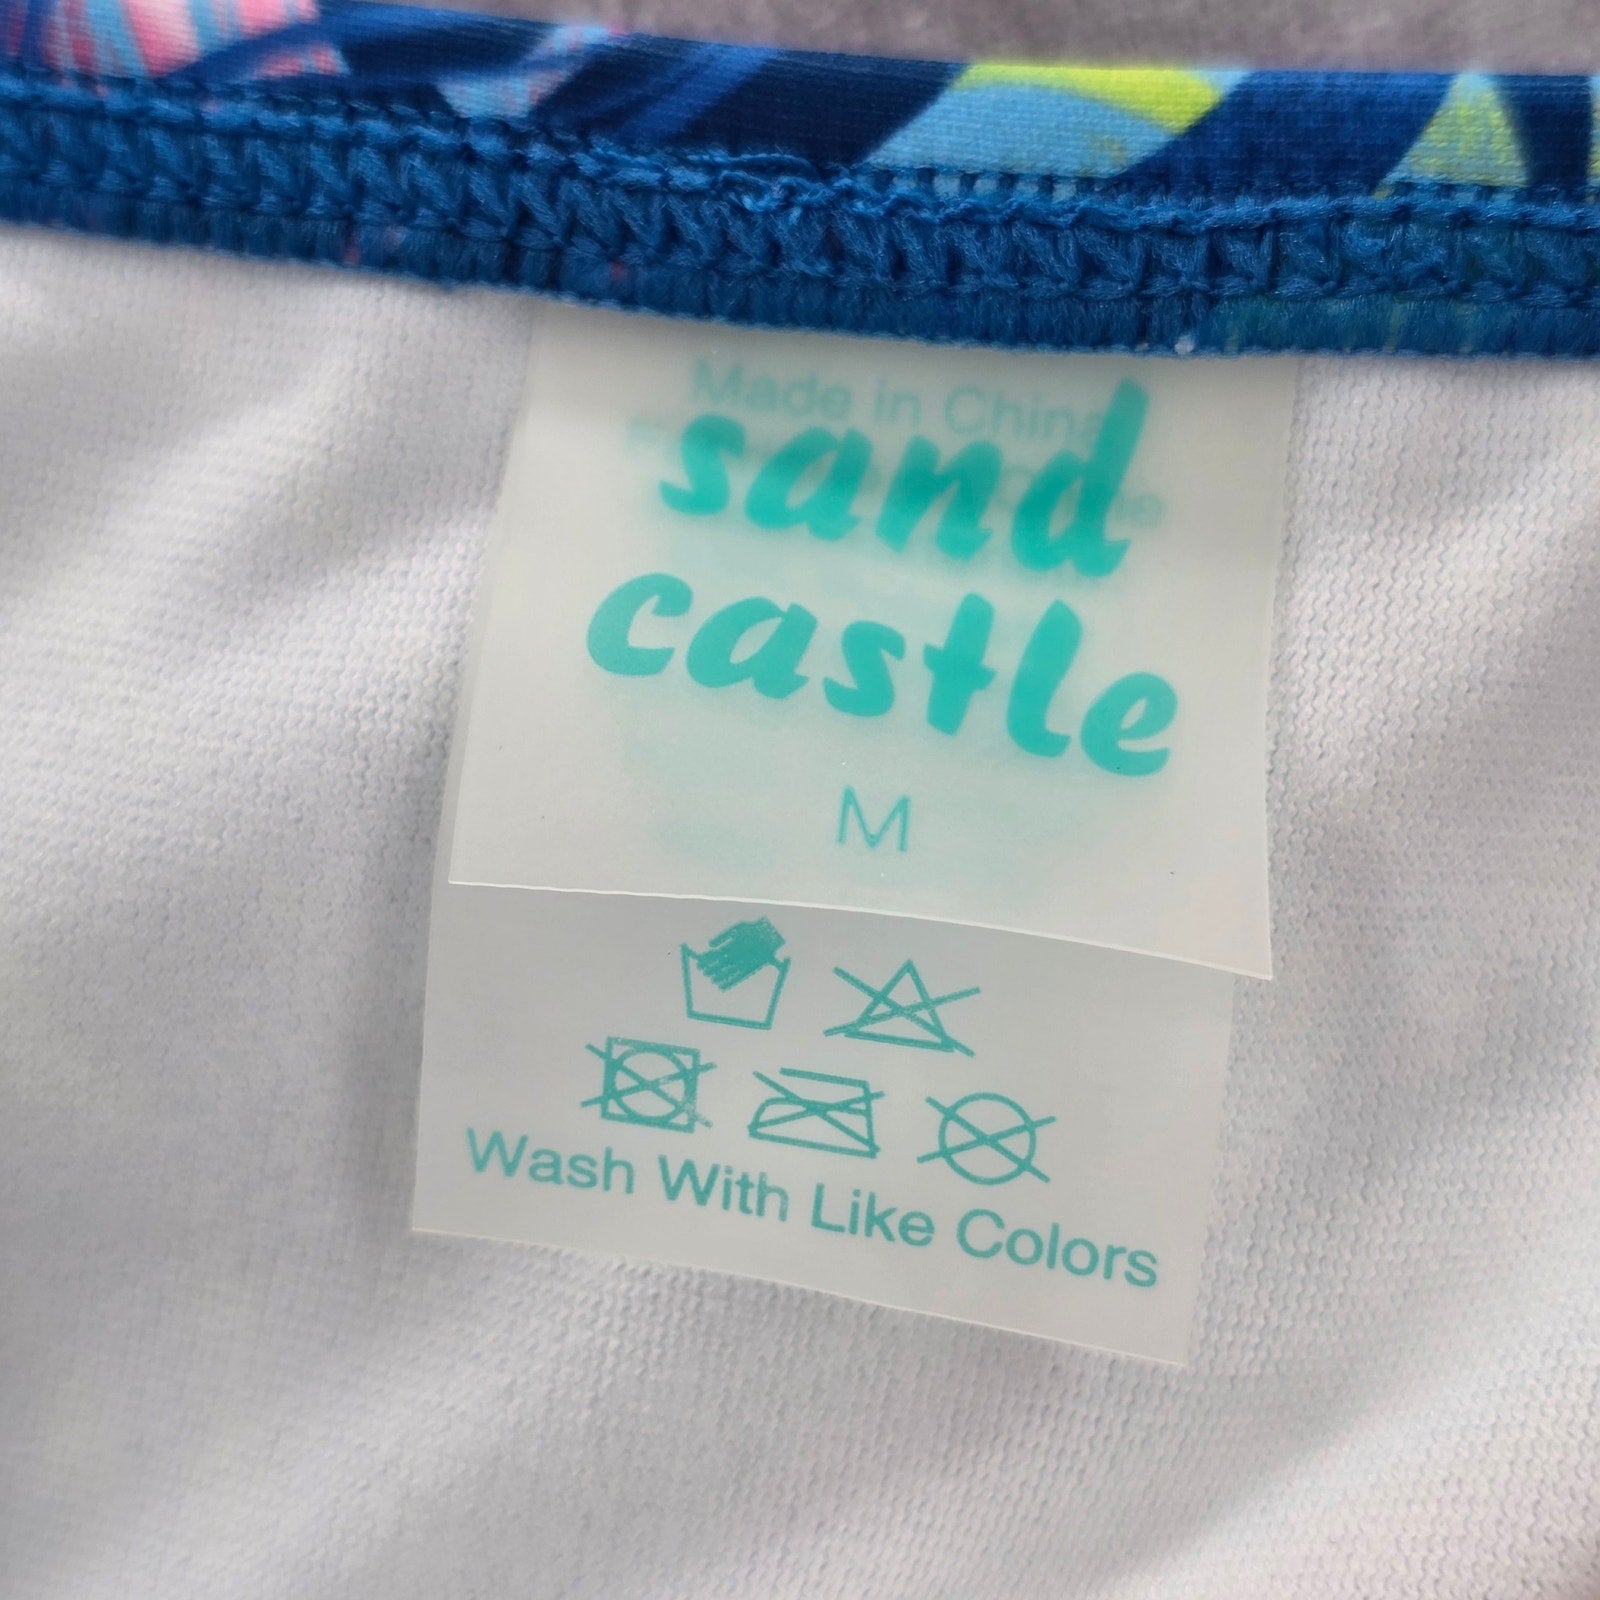 Made in China
sand
castle
M
Wash With Like Colors